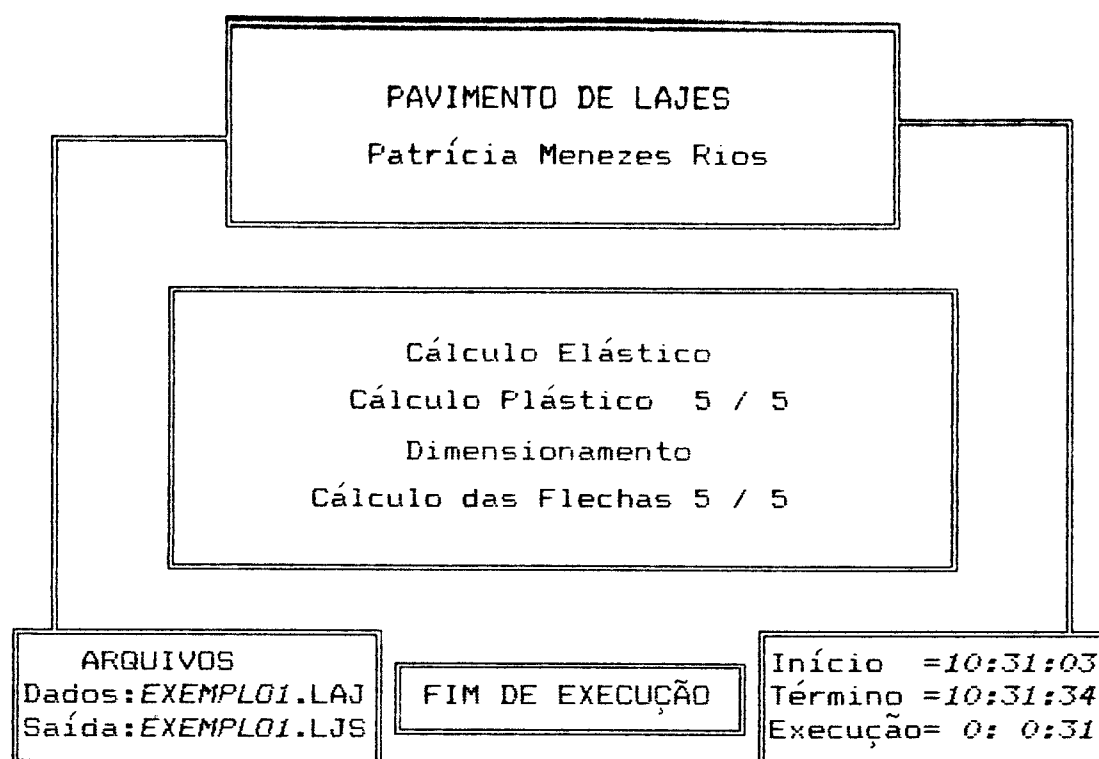 PAVIMENTO DE LAJES
Patrícia Menezes Rios
Cálculo Elástico
Cálculo Plástico 5 / 5
Dimensionamento
Cálculo das Flechas 5 / 5
ARQUIVOS
Dados:EXEMPLO1.LAJ
Saída:EXEMPLO1.LJS
FIM DE EXECUÇÃO
Início =10:31:03
Término =10:31:34
Execução= 0: 0:31